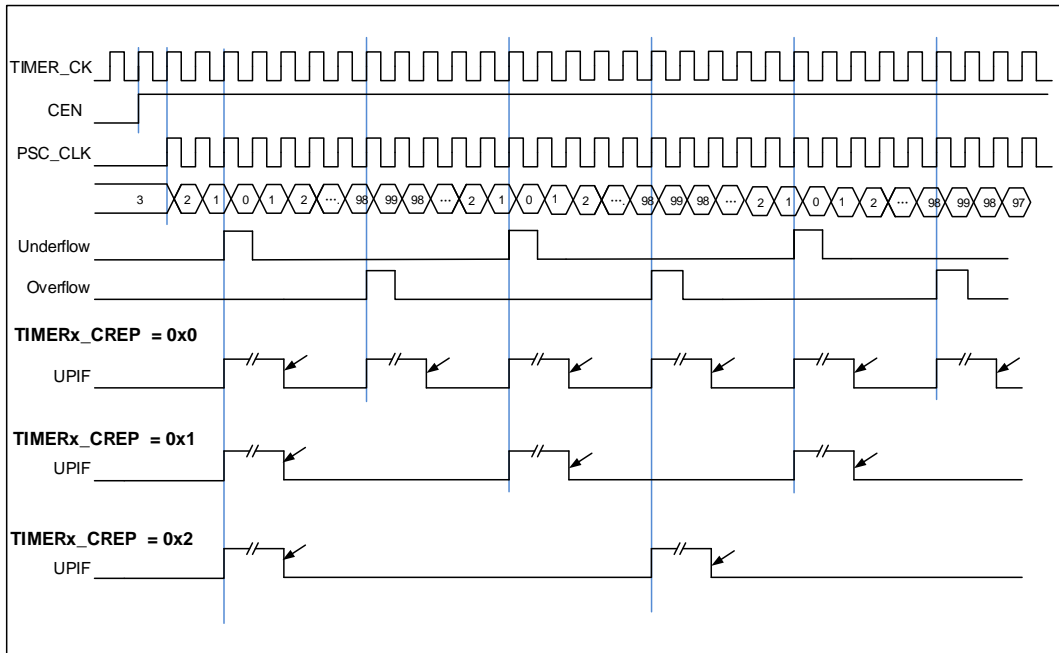 TIMER_CK
CEN
PSC_CLK
3 2 1 0 1 2 .... 98 99 98 ... 2 1 0 1 2 .... 98 99 98 ... 2 1 0 1 2 ... 98 99 98 97
Underflow
Overflow
TIMERx_CREP = 0x0
UPIF
TIMERx_CREP = 0x1
UPIF
TIMERx_CREP = 0x2
UPIF